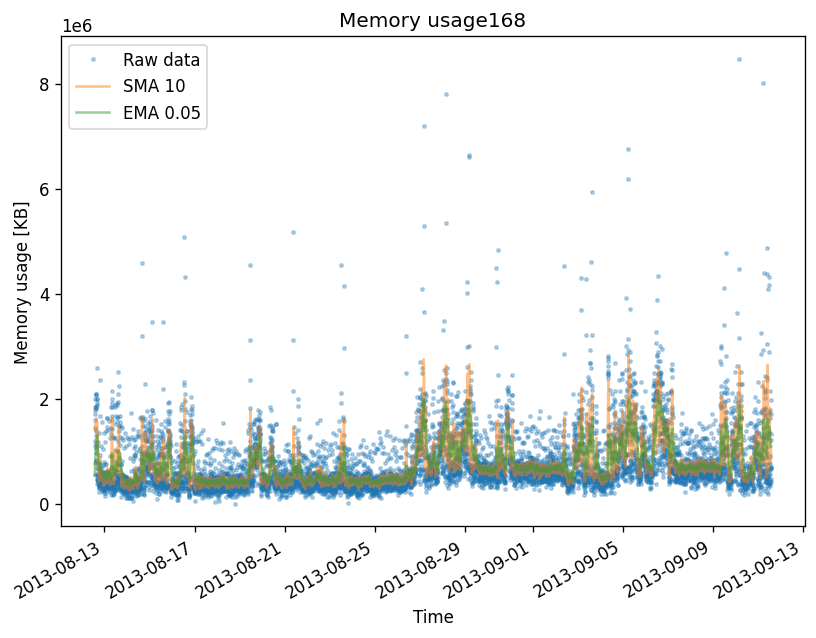 Memory usage168
1e6
Raw data
SMA 10
EMA 0.05
8
6
4
2
0
Memory usage [KB]
2013-08-13
2013-08-17
2013-08-21
2013-08-25
2013-08-29
2013-09-01
2013-09-05
2013-09-09
2013-09-13
Time